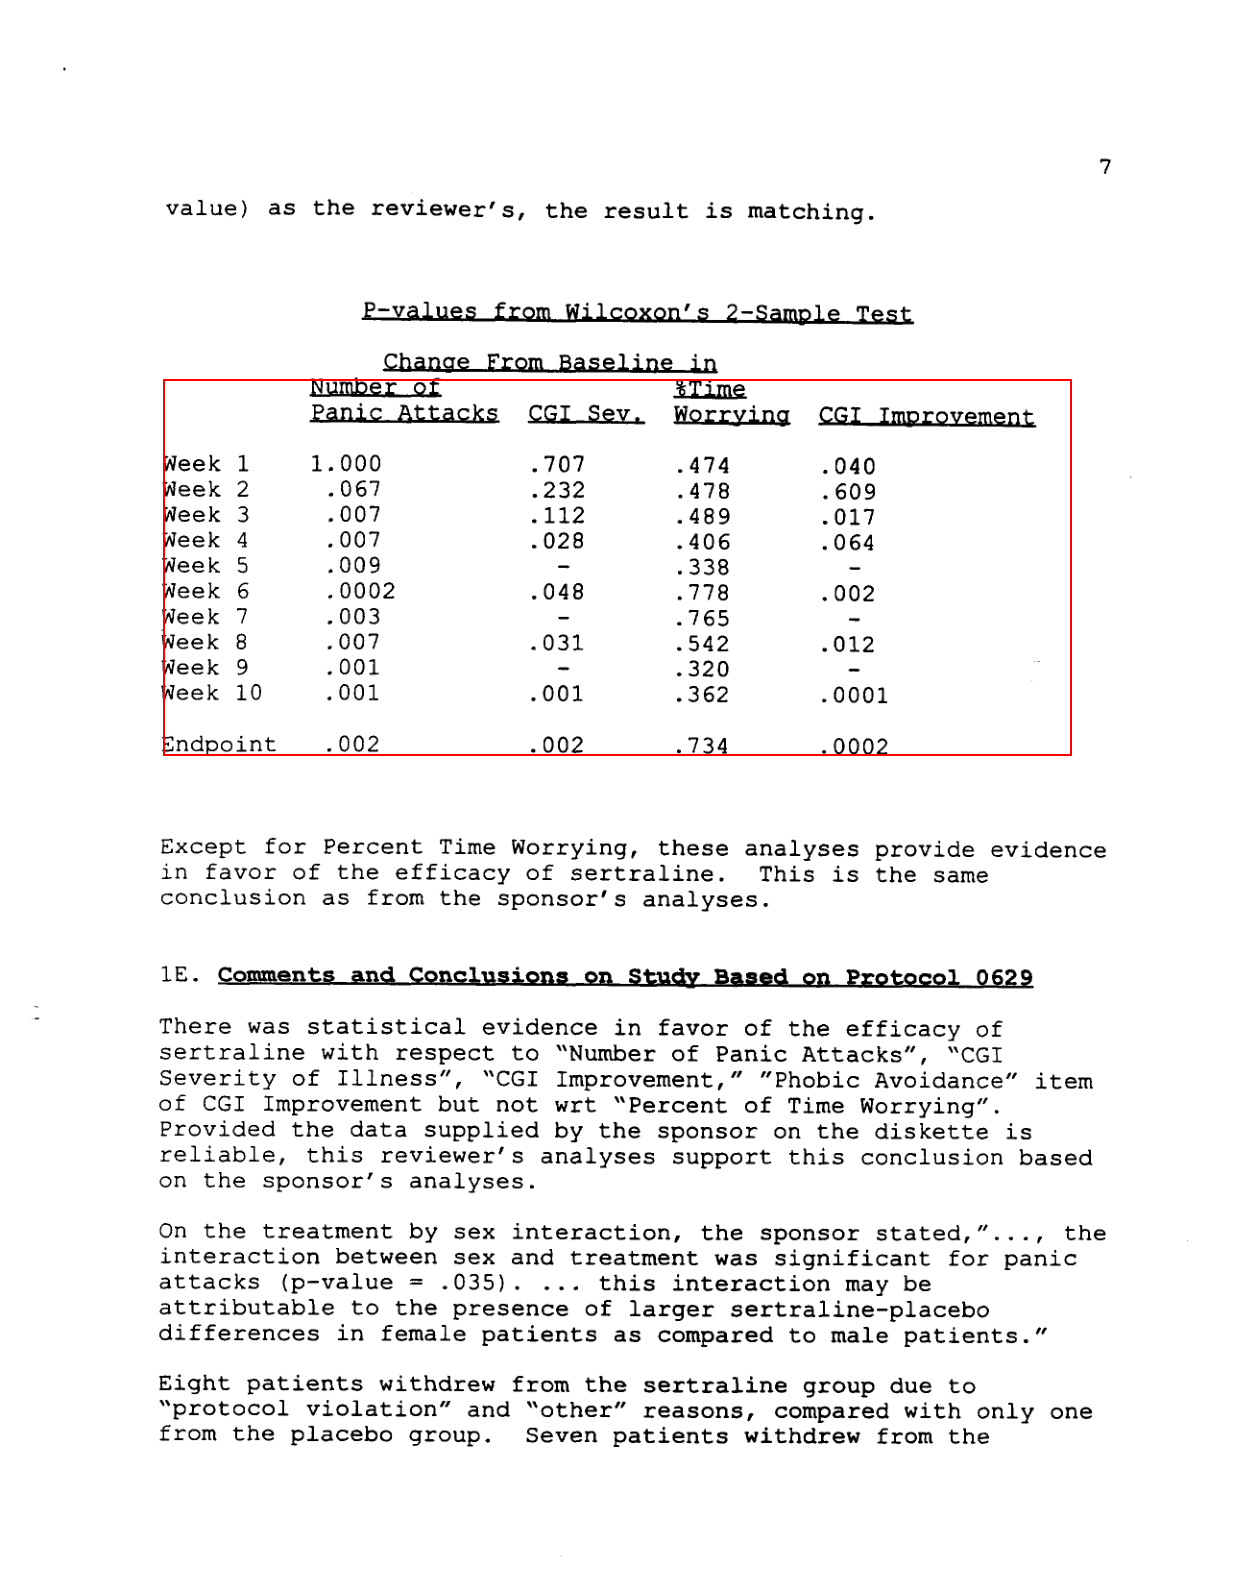 7
value) as the reviewer's, the result is matching.
P-values from Wilcoxon's 2-Sample Test
Change From Baseline in
Number of %Time
Panic Attacks CGI Sev. Worrying CGI Improvement
Week 1 1.000 .707 .474 .040
Week 2 .067 .232 .478 .609
Week 3 .007 .112 .489 .017
Week 4 .007 .028 .406 .064
Week 5 .009 - .338 -
Week 6 .0002 .048 .778 .002
Week 7 .003 - .765 -
Week 8 .007 .031 .542 .012
Week 9 .001 - .320 -
Week 10 .001 .001 .362 .0001
Endpoint .002 .002 .734 .0002
Except for Percent Time Worrying, these analyses provide evidence
in favor of the efficacy of sertraline. This is the same
conclusion as from the sponsor's analyses.
1E. Comments and Conclusions on Study Based on Protocol 0629
There was statistical evidence in favor of the efficacy of
sertraline with respect to "Number of Panic Attacks", "CGI
Severity of Illness", "CGI Improvement," "Phobic Avoidance" item
of CGI Improvement but not wrt "Percent of Time Worrying".
Provided the data supplied by the sponsor on the diskette is
reliable, this reviewer's analyses support this conclusion based
on the sponsor's analyses.
On the treatment by sex interaction, the sponsor stated,"..., the
interaction between sex and treatment was significant for panic
attacks (p-value = .035). ... this interaction may be
attributable to the presence of larger sertraline-placebo
differences in female patients as compared to male patients."
Eight patients withdrew from the sertraline group due to
"protocol violation" and "other" reasons, compared with only one
from the placebo group. Seven patients withdrew from the